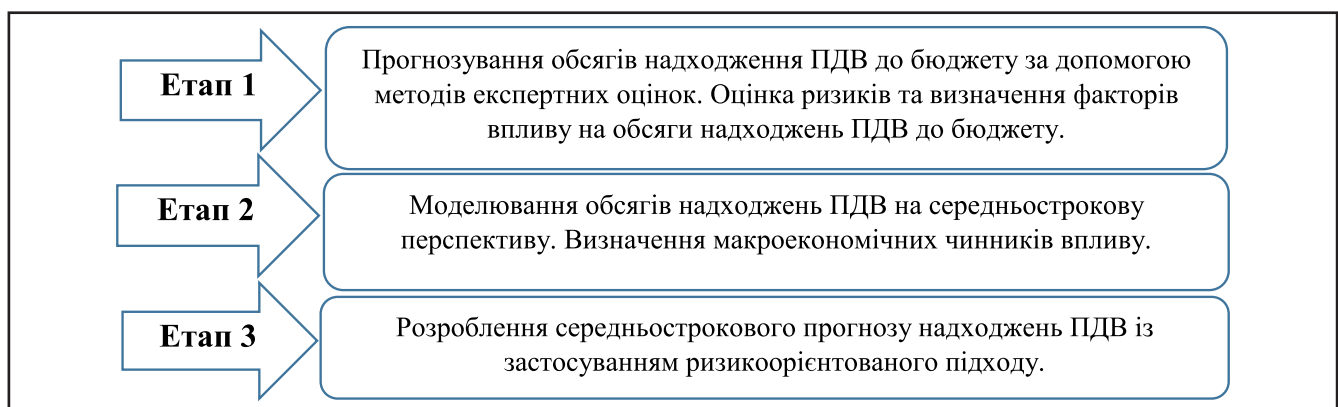 Етап 1
Прогнозування обсягів надходження ПДВ до бюджету за допомогою
методів експертних оцінок. Оцінка ризиків та визначення факторів
впливу на обсяги надходжень ПДВ до бюджету.
Етап 2
Моделювання обсягів надходжень ПДВ на середньострокову
перспективу. Визначення макроекономічних чинників впливу.
Етап 3
Розроблення середньострокового прогнозу надходжень ПДВ із
застосуванням ризикоорієнтованого підходу.